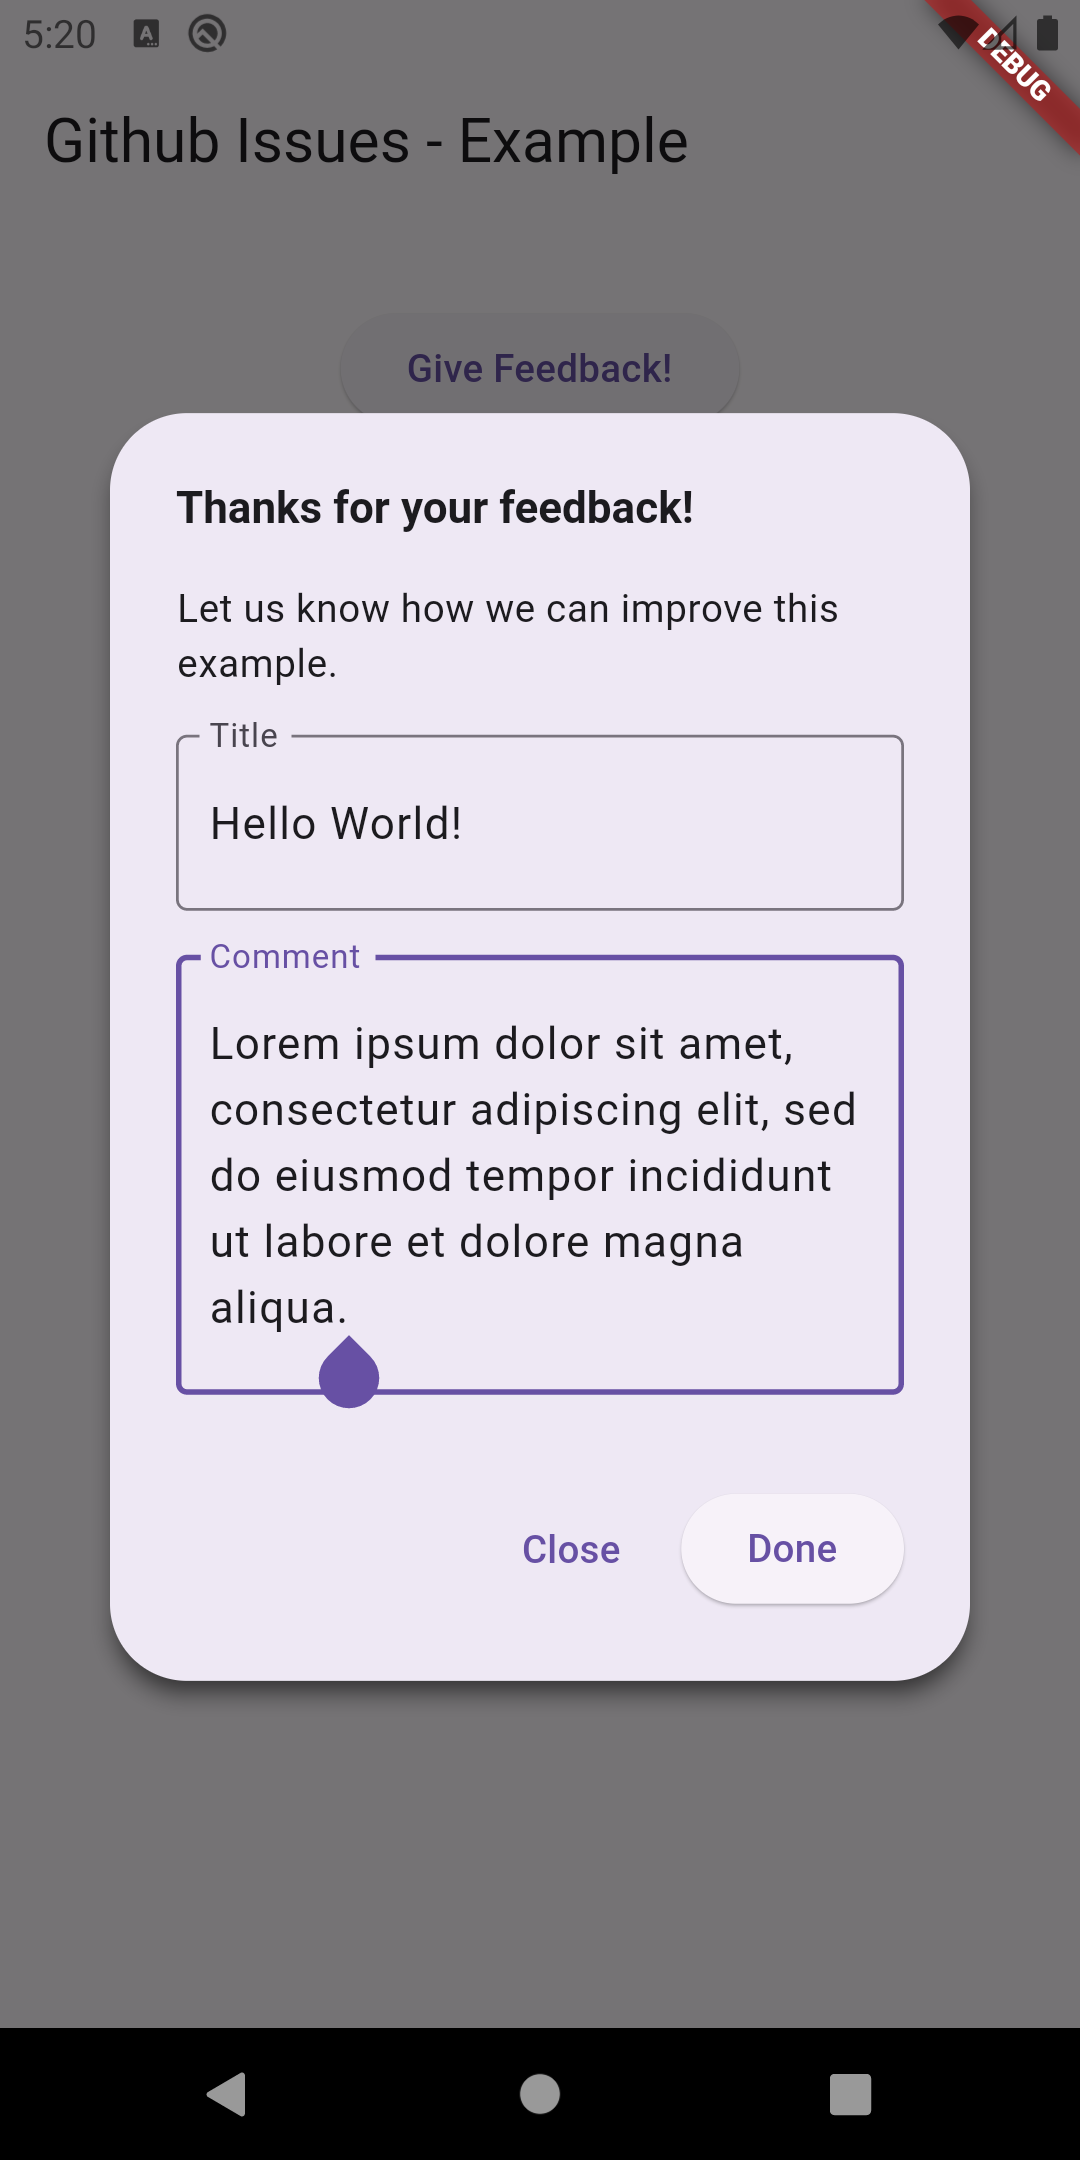 5:20
DEBUG
Github Issues - Example
Give Feedback!
Thanks for your feedback!
Let us know how we can improve this
example.
Title
Hello World!
Comment
Lorem ipsum dolor sit amet,
consectetur adipiscing elit, sed
do eiusmod tempor incididunt
ut labore et dolore magna
aliqua.
Close
Done